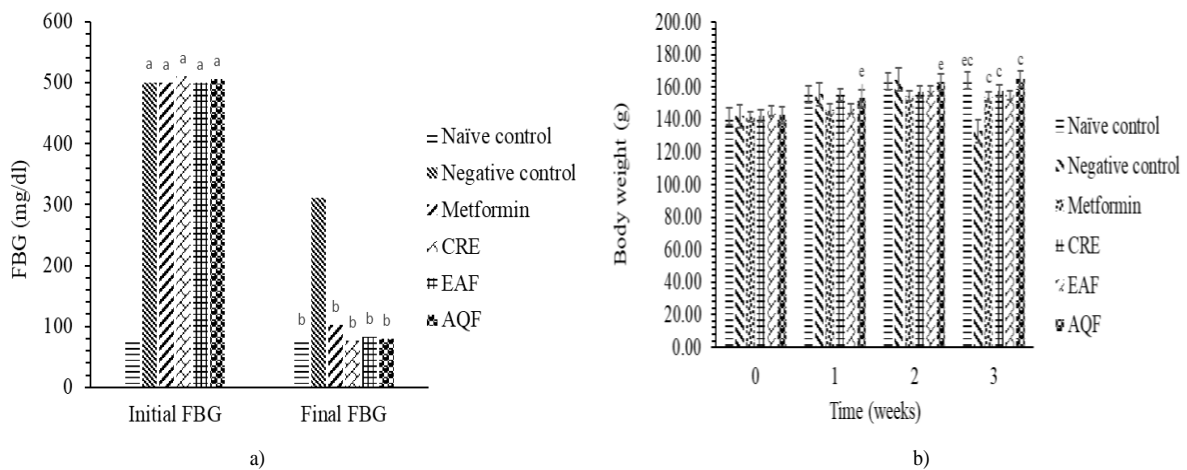 600
500
400
300
200
100
0
FBG (mg/dl)
a a a a a
b b b b b
Initial FBG Final FBG
Naïve control
Negative control
Metformin
CRE
EAF
AQF
a)
200.00
180.00
160.00
140.00
120.00
100.00
80.00
60.00
40.00
20.00
0.00
Body weight (g)
e e ec c c c
0 1 2 3
Time (weeks)
Naïve control
Negative control
Metformin
CRE
EAF
AQF
b)